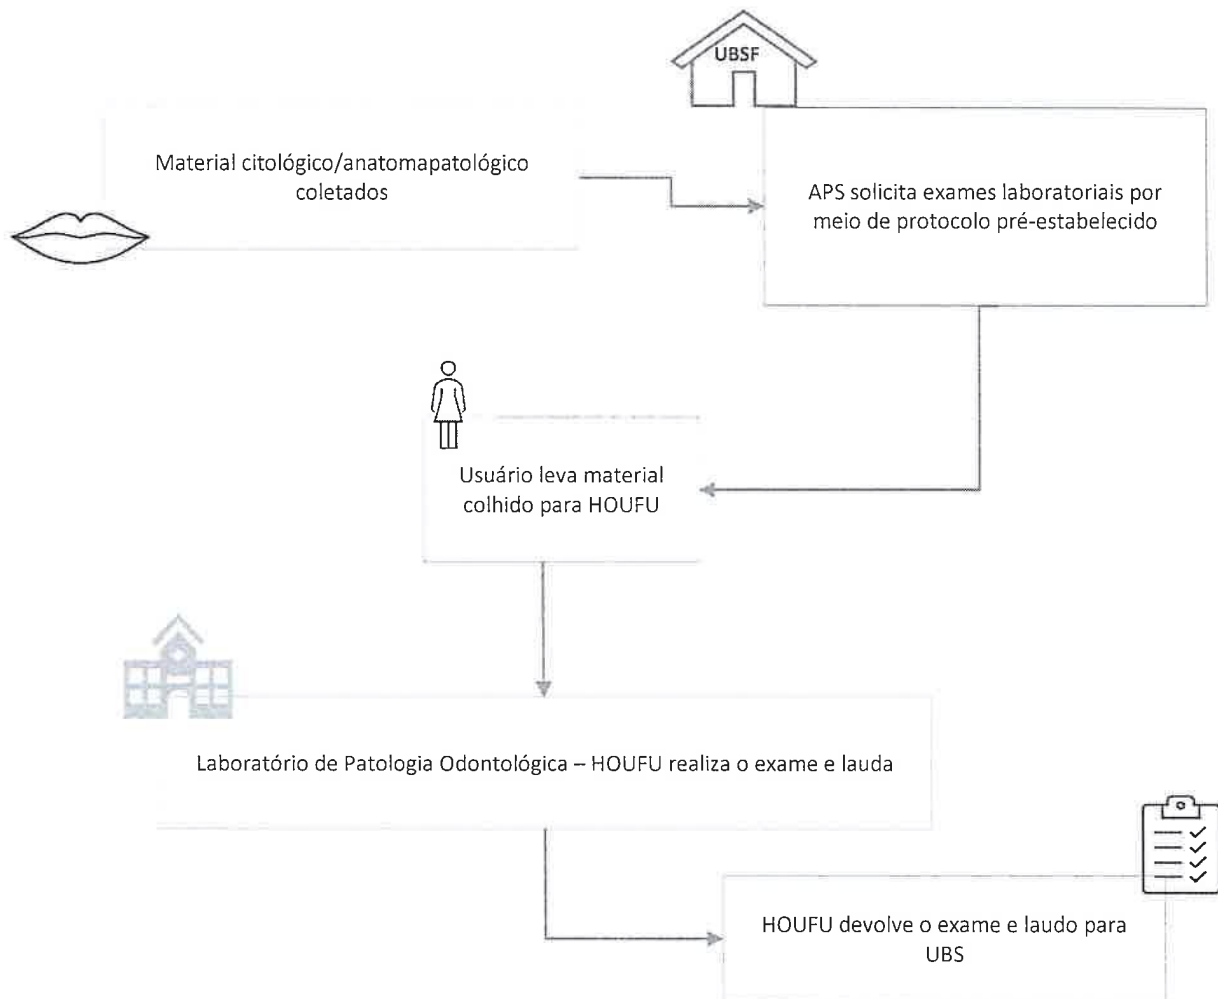 UBSF
Material citológico/anatomapatológico
coletados
APS solicita exames laboratoriais por
meio de protocolo pré-estabelecido
Usuário leva material
colhido para HOUFU
Laboratório de Patologia Odontológica – HOUFU realiza o exame e lauda
HOUFU devolve o exame e laudo para
UBS